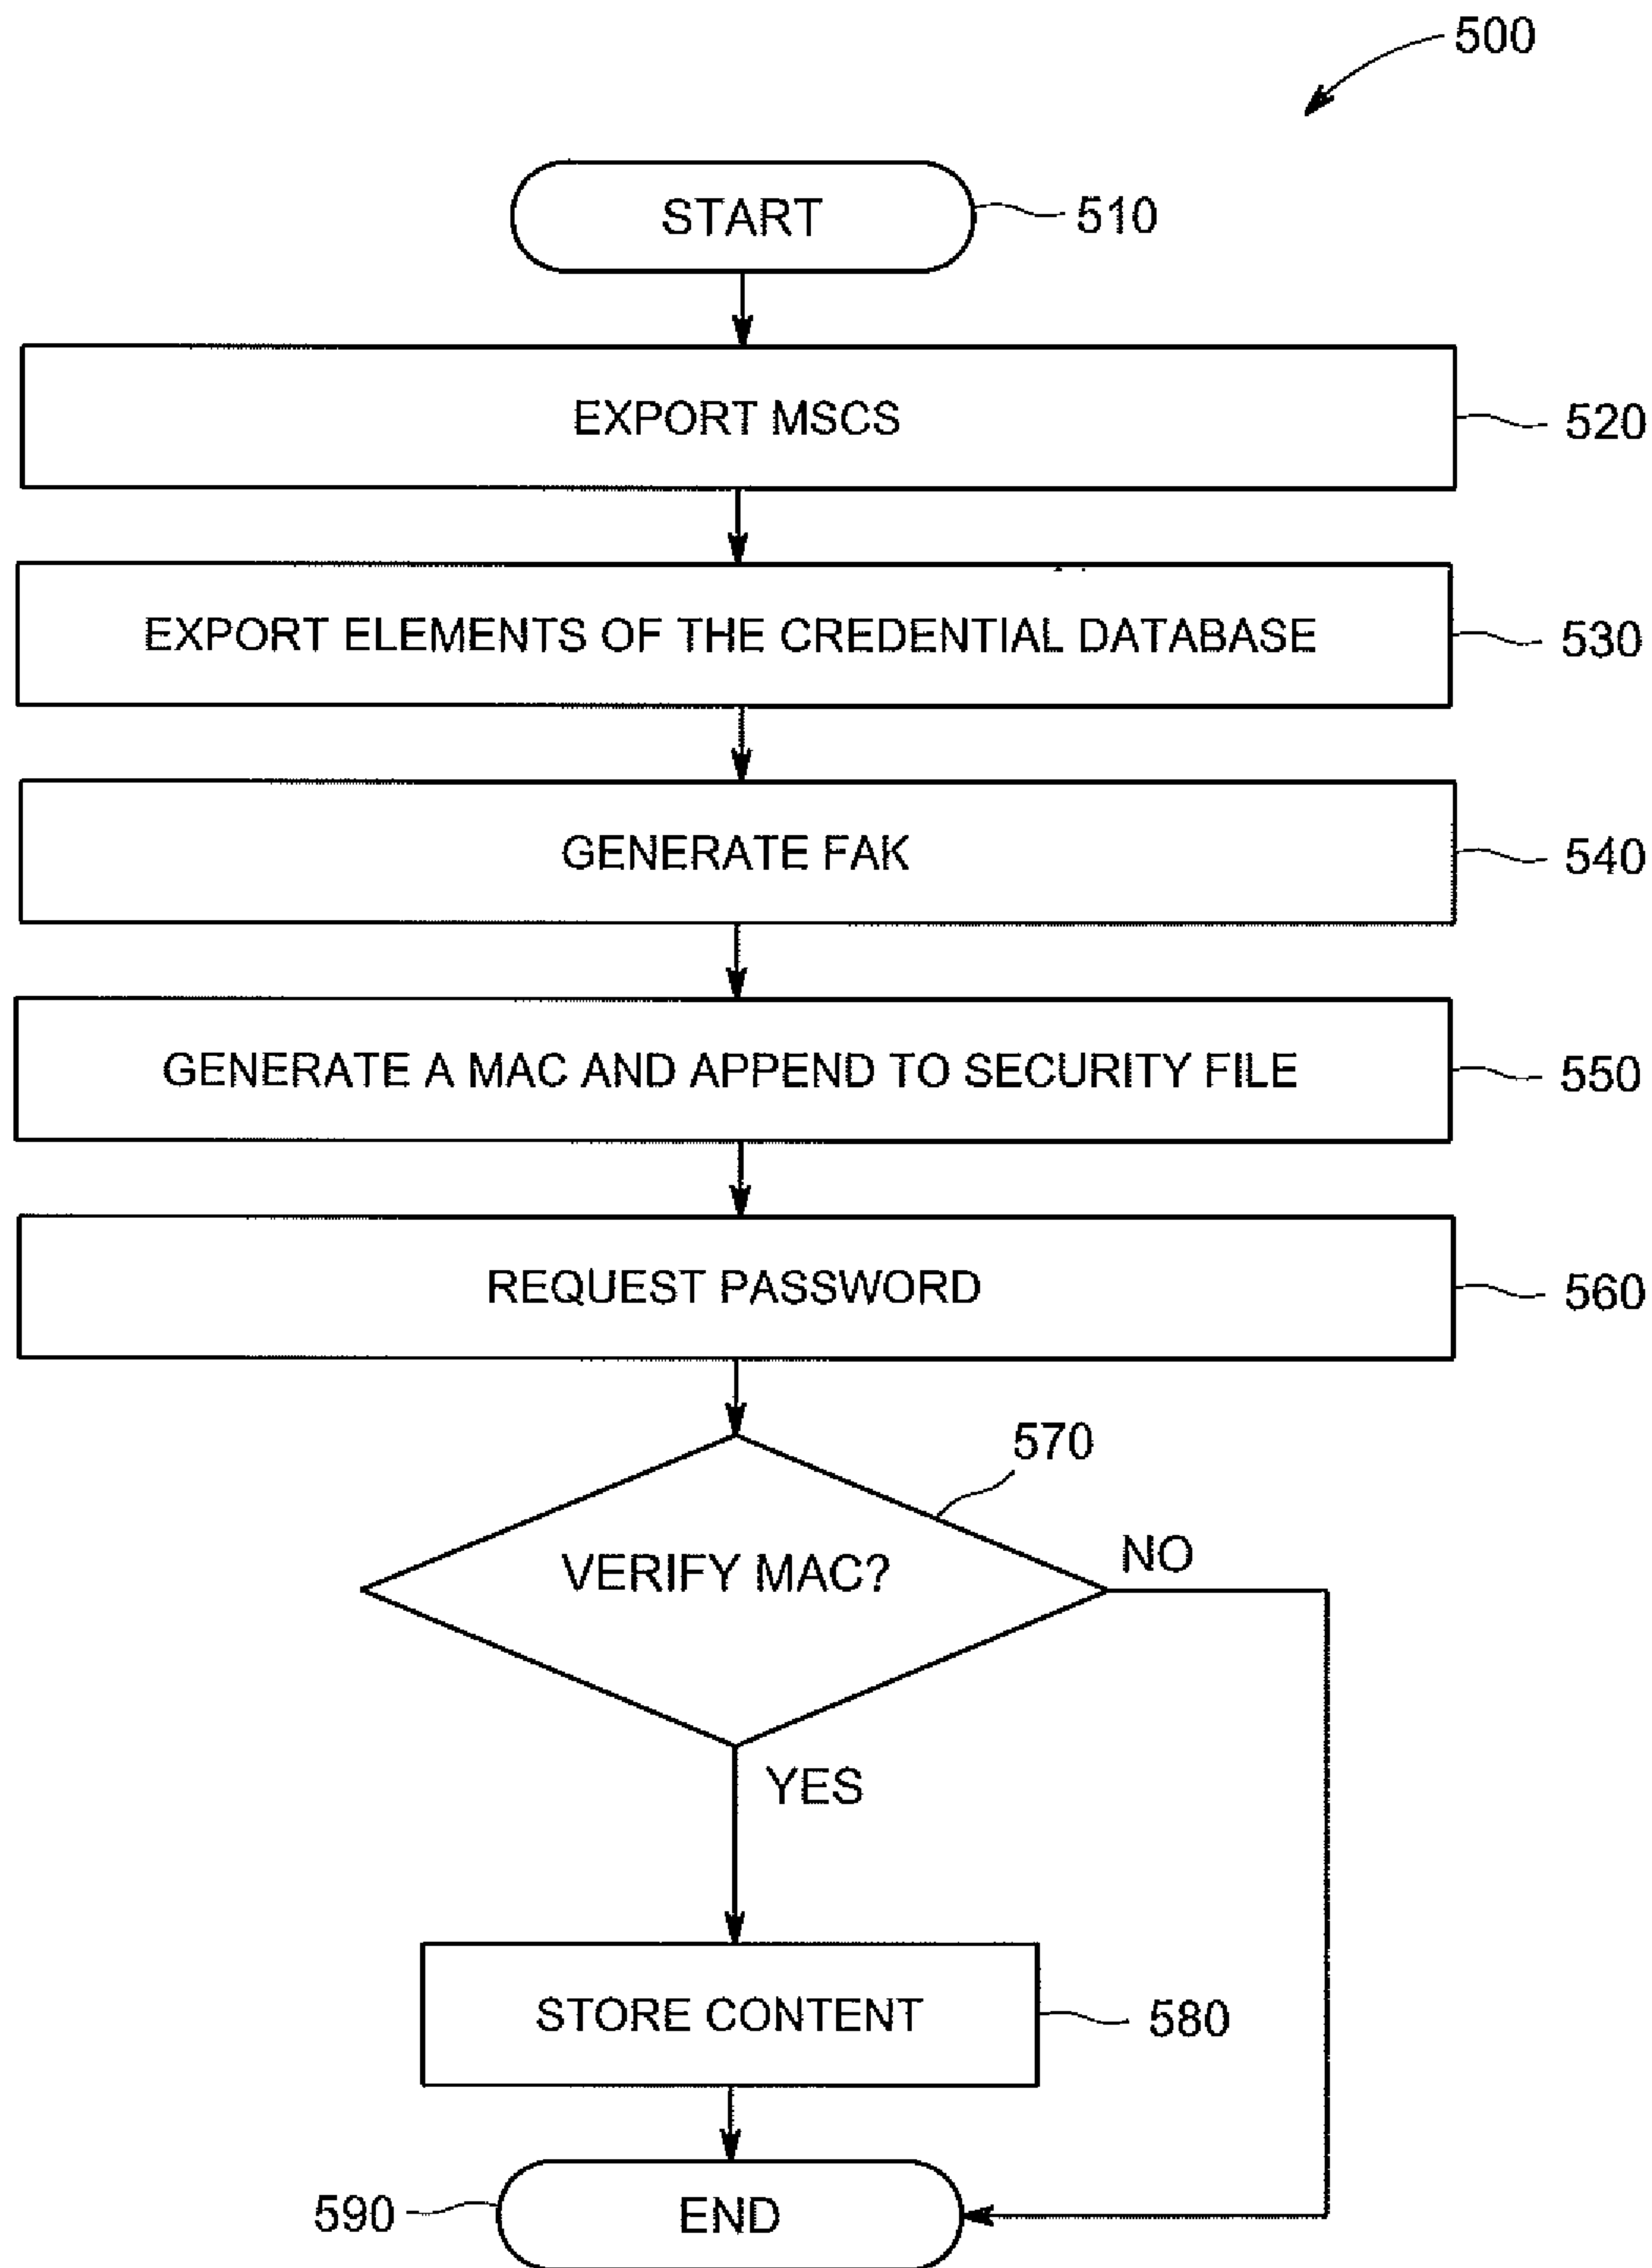 500
START
510
EXPORT MSCS
520
EXPORT ELEMENTS OF THE CREDENTIAL DATABASE
530
GENERATE FAK
540
GENERATE A MAC AND APPEND TO SECURITY FILE
550
REQUEST PASSWORD
560
570
VERIFY MAC?
NO
YES
STORE CONTENT
580
590
END